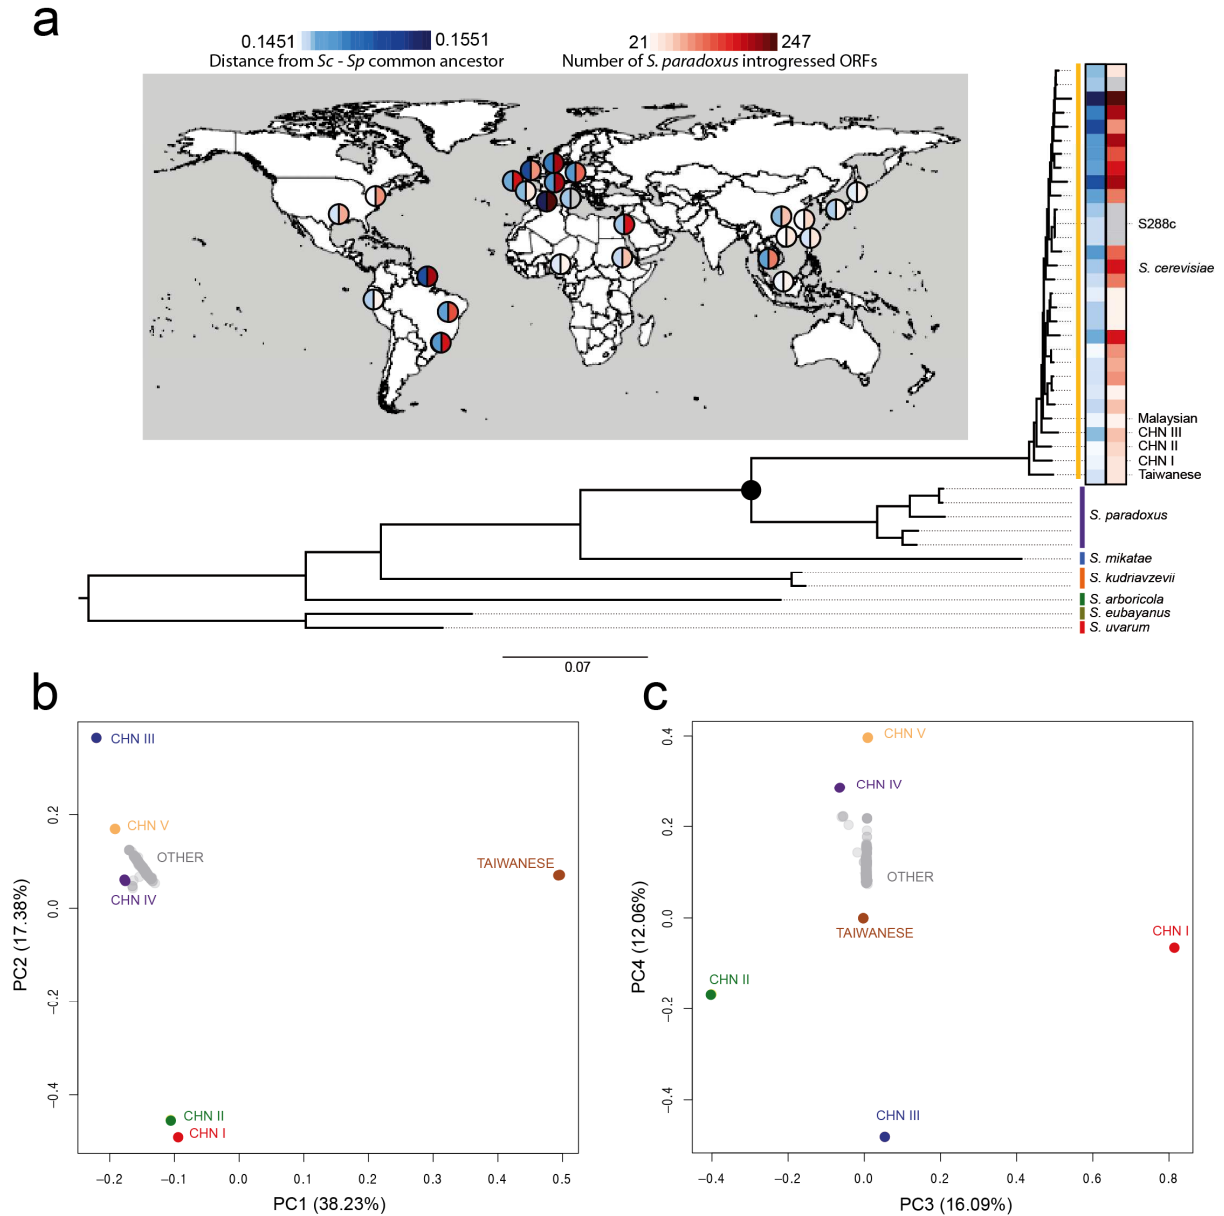 a
0.1451
0.1551
21
247
Distance from Sc - Sp common ancestor
Number of S. paradoxus introgressed ORFs
S288c
S. cerevisiae
Malaysian
CHN III
CHN II
CHN I
Taiwanese
S. paradoxus
S. mikatae
S. kudriavzevii
S. arboricola
S. eubayanus
S. uvarum
0.07
b
CHN III
CHN V
OTHER
CHN IV
TAIWANESE
CHN II
CHN I
0.2
0.0
−0.2
−0.4
PC2 (17.38%)
−0.2
−0.1
0.0
0.1
0.2
0.3
0.4
0.5
PC1 (38.23%)
c
CHN V
CHN IV
OTHER
TAIWANESE
CHN I
CHN II
CHN III
0.4
0.2
0.0
−0.2
−0.4
PC4 (12.06%)
−0.4
−0.2
0.0
0.2
0.4
0.6
0.8
PC3 (16.09%)